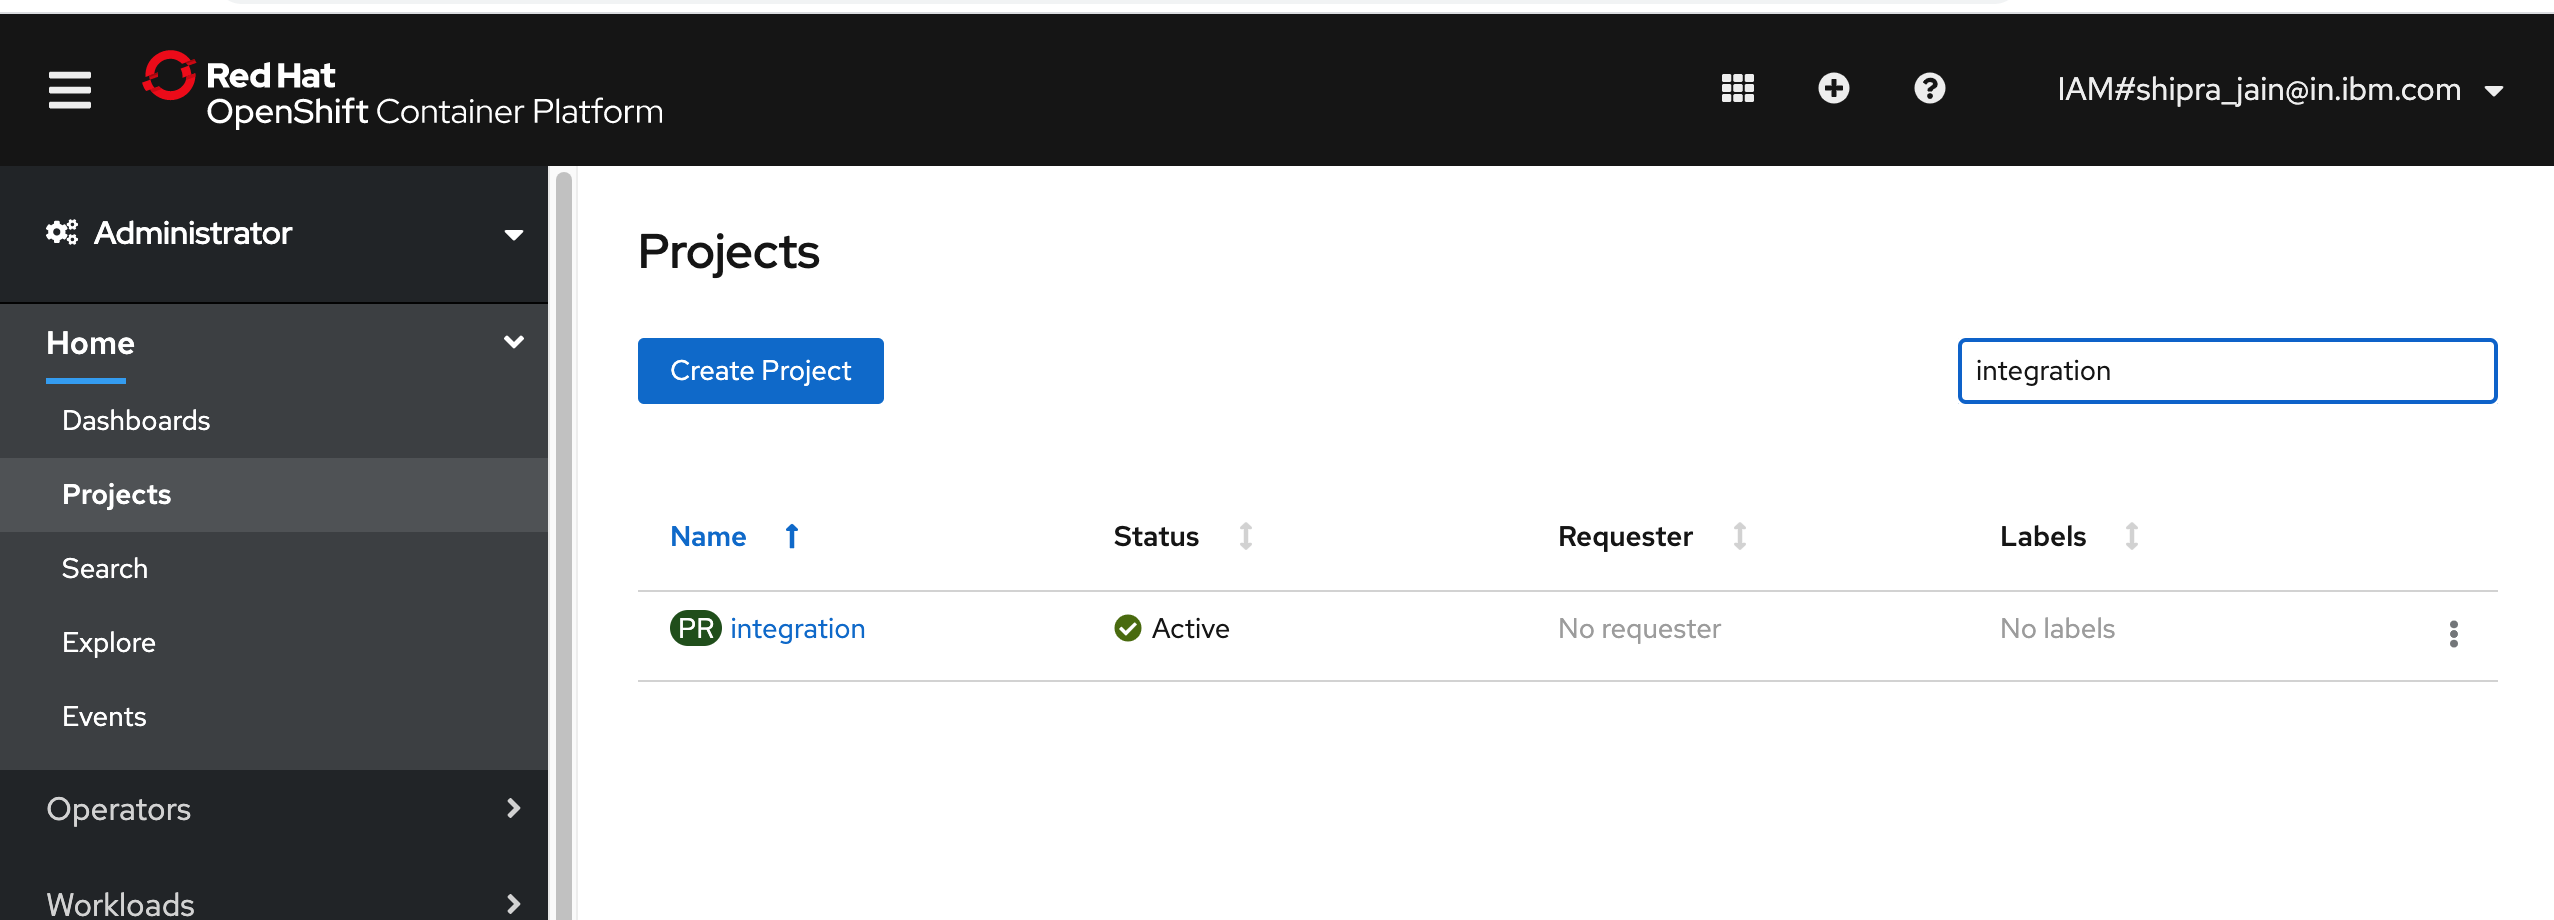 Red Hat
OpenShift Container Platform
IAM#shipra_jain@in.ibm.com
Administrator
Home
Dashboards
Projects
Search
Explore
Events
Operators
Workloads
Projects
Create Project
integration
Name Status Requester Labels
PR integration Active No requester No labels